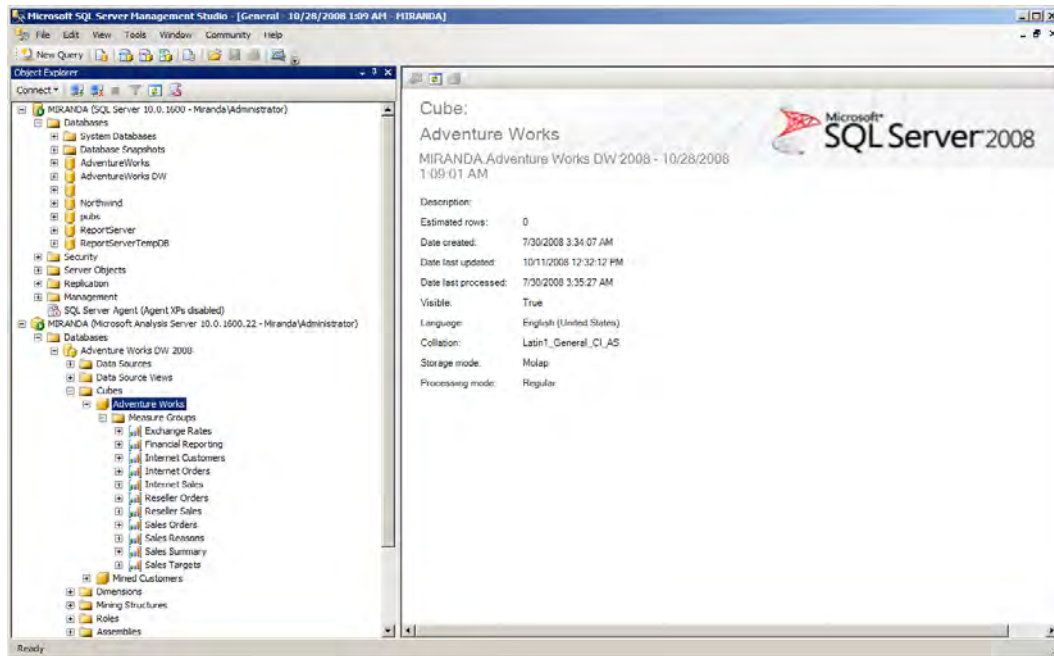 Microsoft SQL Server Management Studio - [General - 10/28/2008 1:09 AM - MIRANDA]
File Edit View Tools Window Community Help
New Query
Object Explorer
Connect
MIRANDA (SQL Server 10.0.1600 - Miranda\Administrator)
Databases
System Databases
Database Snapshots
AdventureWorks
AdventureWorks DW
Northwind
pubs
ReportServer
ReportServerTempDB
Security
Server Objects
Replication
Management
SQL Server Agent (Agent XPs disabled)
MIRANDA (Microsoft Analysis Server 10.0.1600.22 - Miranda\Administrator)
Databases
Adventure Works DW 2008
Data Sources
Data Source Views
Cubes
Adventure Works
Measure Groups
Exchange Rates
Financial Reporting
Internet Customers
Internet Orders
Internet Sales
Reseller Orders
Reseller Sales
Sales Orders
Sales Reasons
Sales Summary
Sales Targets
Mined Customers
Dimensions
Mining Structures
Roles
Assemblies
Cube:
Adventure Works
MIRANDA.Adventure Works DW 2008 - 10/28/2008
1:09:01 AM
Microsoft
SQL Server 2008
Description:
Estimated rows: 0
Date created: 7/30/2008 3:34:07 AM
Date last updated: 10/11/2008 12:32:12 PM
Date last processed: 7/30/2008 3:35:27 AM
Visible: True
Language: English (United States)
Collation: Latin1_General_CI_AS
Storage mode: Molap
Processing mode: Regular
Ready